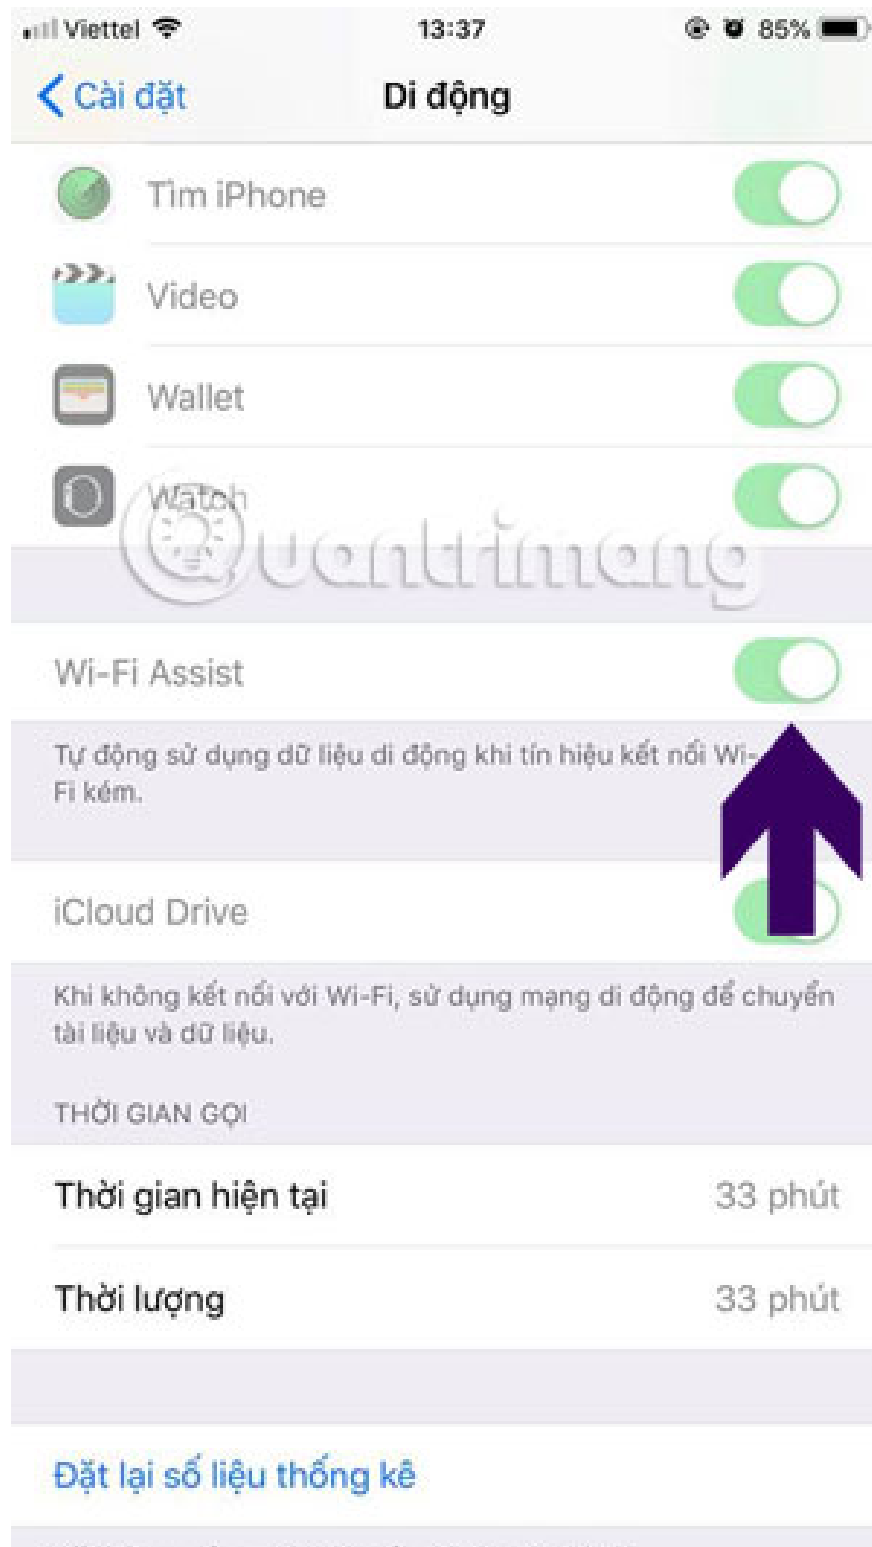 Viettel 13:37 85%
Cài đặt Di động
Tìm iPhone
Video
Wallet
Watch
Quantrimang
Wi-Fi Assist
Tự động sử dụng dữ liệu di động khi tín hiệu kết nối Wi-
Fi kém.
iCloud Drive
Khi không kết nối với Wi-Fi, sử dụng mạng di động để chuyển
tài liệu và dữ liệu.
THỜI GIAN GỌI
Thời gian hiện tại 33 phút
Thời lượng 33 phút
Đặt lại số liệu thống kê